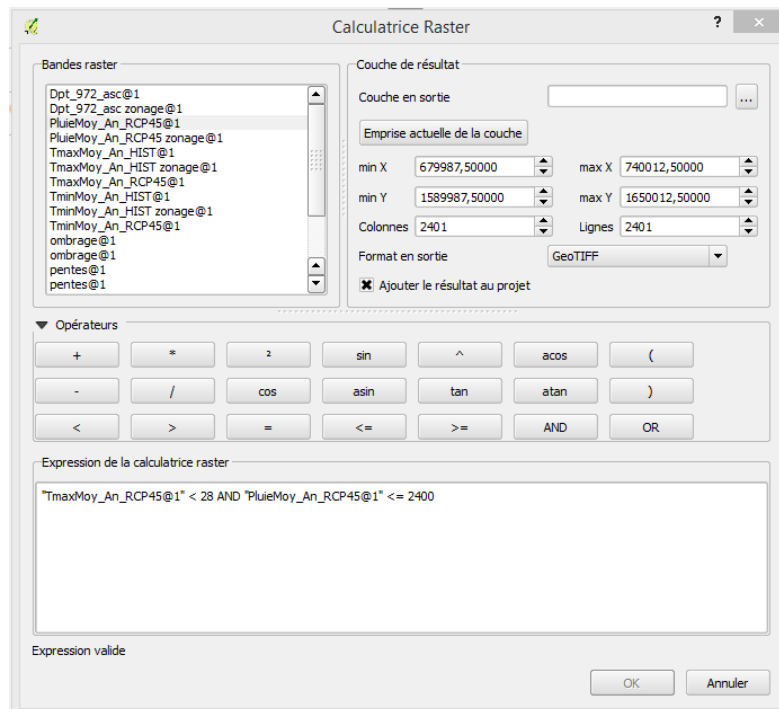 Calculatrice Raster
?
×
Bandes raster
Dpt_972_asc@1
Dpt_972_asc zonage@1
PluieMoy_An_RCP45@1
PluieMoy_An_RCP45 zonage@1
TmaxMoy_An_HIST@1
TmaxMoy_An_HIST zonage@1
TmaxMoy_An_RCP45@1
TminMoy_An_HIST@1
TminMoy_An_HIST zonage@1
TminMoy_An_RCP45@1
ombrage@1
ombrage@1
pentes@1
pentes@1
Couche de résultat
Couche en sortie
...
Emprise actuelle de la couche
min X 679987,50000 max X 740012,50000
min Y 1589987,50000 max Y 1650012,50000
Colonnes 2401 Lignes 2401
Format en sortie GeoTIFF
Ajouter le résultat au projet
Opérateurs
+ * ² sin ^ acos (
- / cos asin tan atan )
< > = <= >= AND OR
Expression de la calculatrice raster
"TmaxMoy_An_RCP45@1" < 28 AND "PluieMoy_An_RCP45@1" <= 2400
Expression valide
OK Annuler